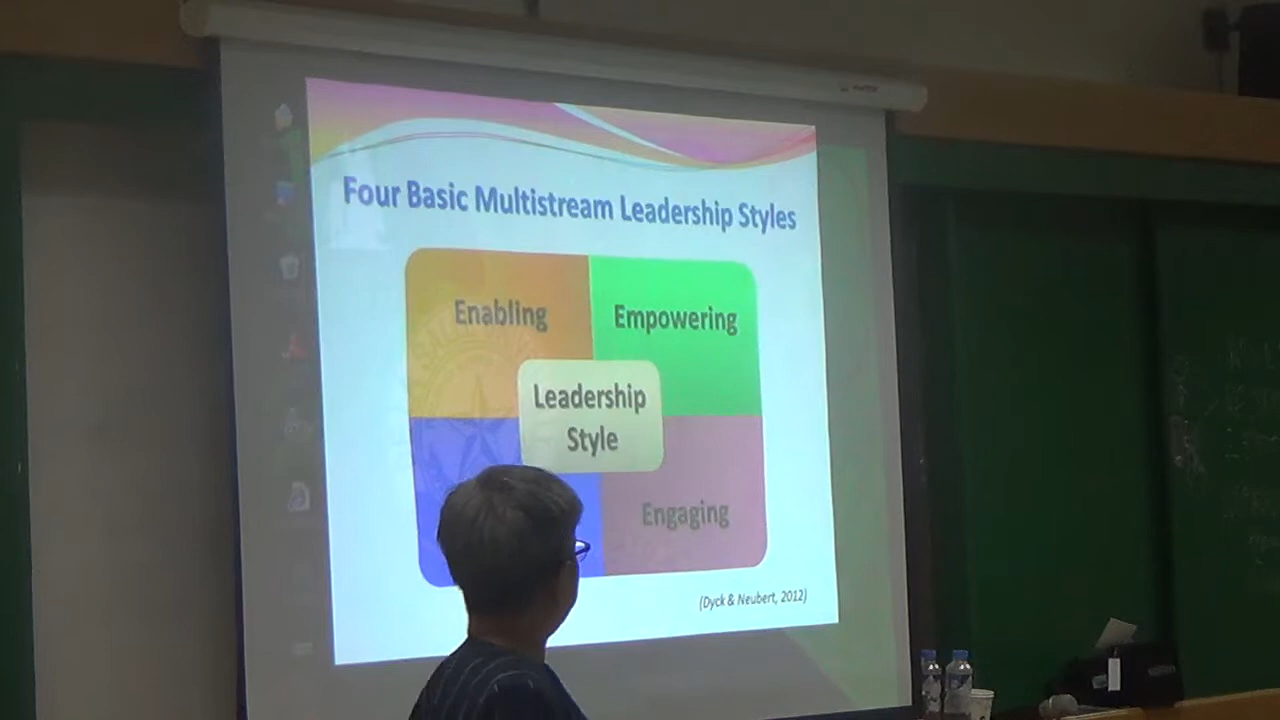 Four Basic Multistream Leadership Styles
Enabling
Empowering
Leadership
Style
Engaging
(Dyck & Neubert, 2012)